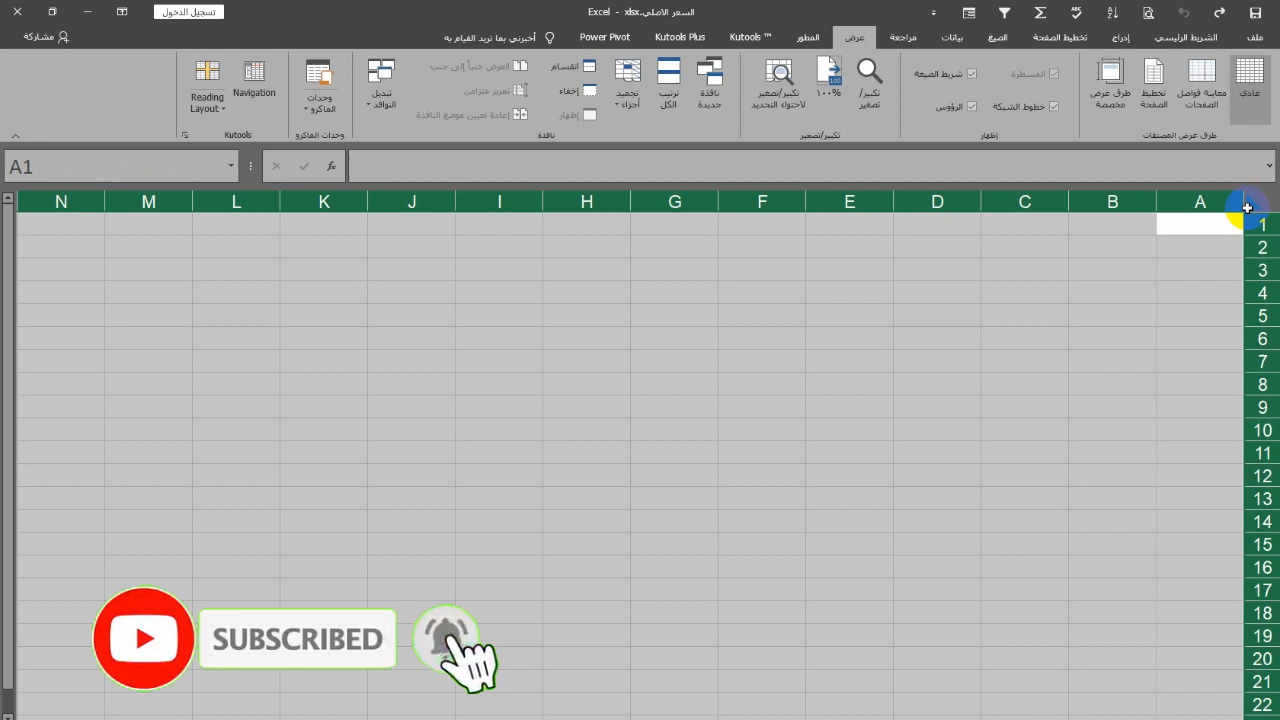 السعر الاصلي.xlsx - Excel
تسجيل الدخول
ملف الشريط الرئيسي إدراج تخطيط الصفحة الصيغ بيانات مراجعة عرض المطور Kutools ™ Kutools Plus Power Pivot أخبرني بما تريد القيام به مشاركة
عادي
معاينة فواصل الصفحات
تخطيط الصفحة
طرق عرض مخصصة
طرق عرض المصنفات
المسطرة
شريط الصيغة
خطوط الشبكة
الرؤوس
إظهار
تكبير/تصغير
١٠٠%
تكبير/تصغير لاحتواء التحديد
تكبير/تصغير
نافذة جديدة
ترتيب الكل
تجميد أجزاء
انقسام
إخفاء
إظهار
العرض جنباً إلى جنب
تمرير متزامن
إعادة تعيين موضع النافذة
تبديل النوافذ
نافذة
وحدات الماكرو
وحدات الماكرو
Navigation
Reading Layout
Kutools
A1
fx
N M L K J I H G F E D C B A
1
2
3
4
5
6
7
8
9
10
11
12
13
14
15
16
17
18
19
20
21
22
SUBSCRIBED